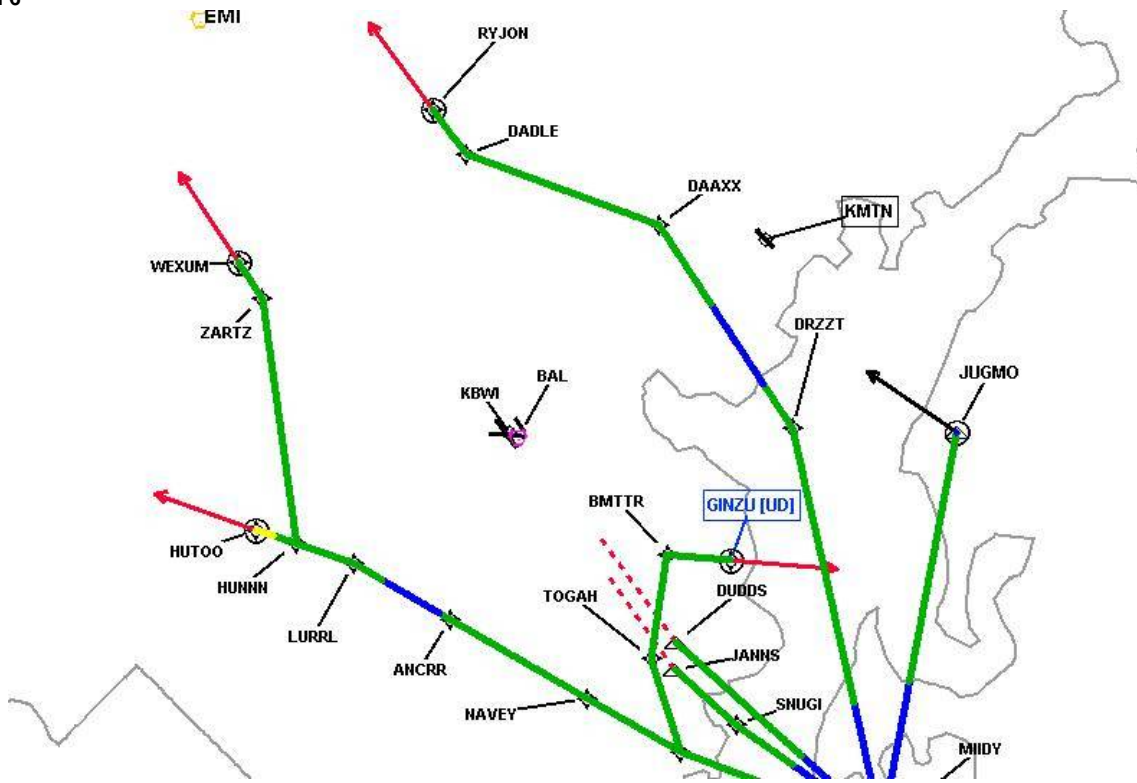 EMI
RYJON
DADLE
DAAXX
KMTN
WEXUM
ZARTZ
DRZZT
JUGMO
KBWI
BAL
BMTTR
GINZU [UD]
HUTOO
HUNNN
TOGAH
DUDDS
LURRL
JANNS
ANCRR
NAVEY
SNUGI
MIIDY